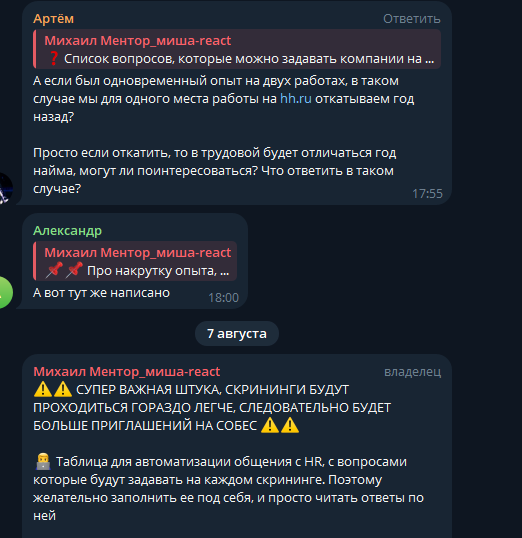 Артём
Ответить
Михаил Ментор_миша-react
❓ Список вопросов, которые можно задавать компании на ...
А если был одновременный опыт на двух работах, в таком
случае мы для одного места работы на hh.ru откатываем год
назад?
Просто если откатить, то в трудовой будет отличаться год
найма, могут ли поинтересоваться? Что ответить в таком
случае?
17:55
Александр
Михаил Ментор_миша-react
📌📌 Про накрутку опыта, ...
А вот тут же написано
18:00
7 августа
Михаил Ментор_миша-react
владелец
⚠️⚠️ СУПЕР ВАЖНАЯ ШТУКА, СКРИНИНГИ БУДУТ
ПРОХОДИТЬСЯ ГОРАЗДО ЛЕГЧЕ, СЛЕДОВАТЕЛЬНО БУДЕТ
БОЛЬШЕ ПРИГЛАШЕНИЙ НА СОБЕС ⚠️⚠️
👨‍💻 Таблица для автоматизации общения с HR, с вопросами
которые будут задавать на каждом скрининге. Поэтому
желательно заполнить ее под себя, и просто читать ответы по
ней